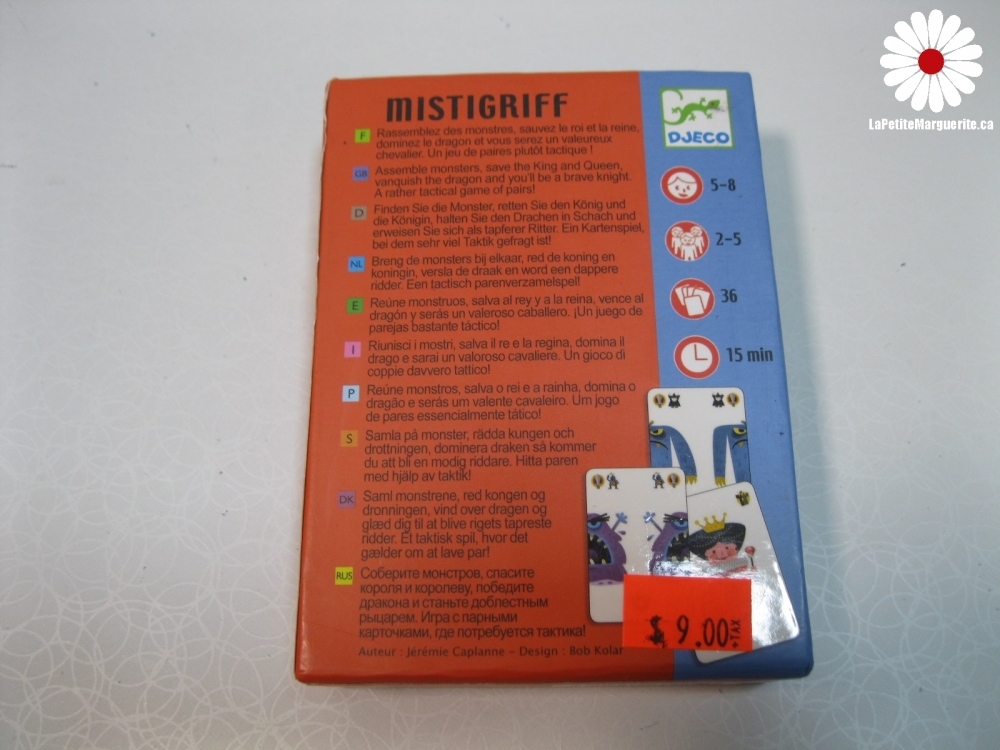 LaPetiteMarguerite.ca
MISTIGRIFF
DJECO
F Rassemblez des monstres, sauvez le roi et la reine,
dominez le dragon et vous serez un valeureux
chevalier. Un jeu de paires plutôt tactique !
GB Assemble monsters, save the King and Queen,
vanquish the dragon and you'll be a brave knight.
A rather tactical game of pairs!
D Finden Sie die Monster, retten Sie den König und
die Königin, halten Sie den Drachen in Schach und
erweisen Sie sich als tapferer Ritter. Ein Kartenspiel,
bei dem sehr viel Taktik gefragt ist!
NL Breng de monsters bij elkaar, red de koning en
koningin, versla de draak en word een dappere
ridder. Een tactisch parenverzamelspel!
E Reúne monstruos, salva al rey y a la reina, vence al
dragón y serás un valeroso caballero. ¡Un juego de
parejas bastante táctico!
I Riunisci i mostri, salva il re e la regina, domina il
drago e sarai un valoroso cavaliere. Un gioco di
coppie davvero tattico!
P Reúne monstros, salva o rei e a rainha, domina o
dragão e serás um valente cavaleiro. Um jogo
de pares essencialmente tático!
S Samla på monster, rädda kungen och
drottningen, dominera draken så kommer
du att bli en modig riddare. Hitta paren
med hjälp av taktik!
DK Saml monstrene, red kongen og
dronningen, vind over dragen og
glæd dig til at blive rigets tapreste
ridder. Et taktisk spil, hvor det
gælder om at lave par!
RUS Соберите монстров, спасите
короля и королеву, победите
дракона и станьте доблестным
рыцарем. Игра с парными
карточками, где потребуется тактика!
Auteur : Jérémie Caplanne – Design : Bob Kolar
5-8
2-5
36
15 min
$ 9.00 +TAX